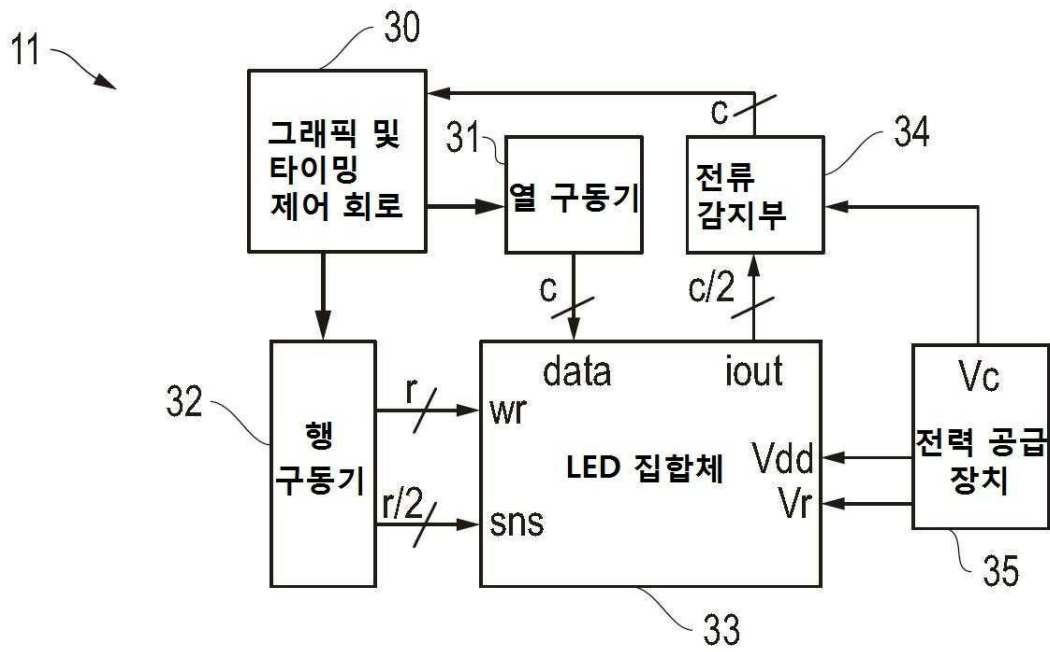 11
30
그래픽 및
타이밍
제어 회로
31
열 구동기
c
전류
감지부
34
c
c/2
32
행
구동기
r
r/2
data
iout
wr
sns
LED 집합체
Vdd
Vr
33
Vc
전력 공급
장치
35